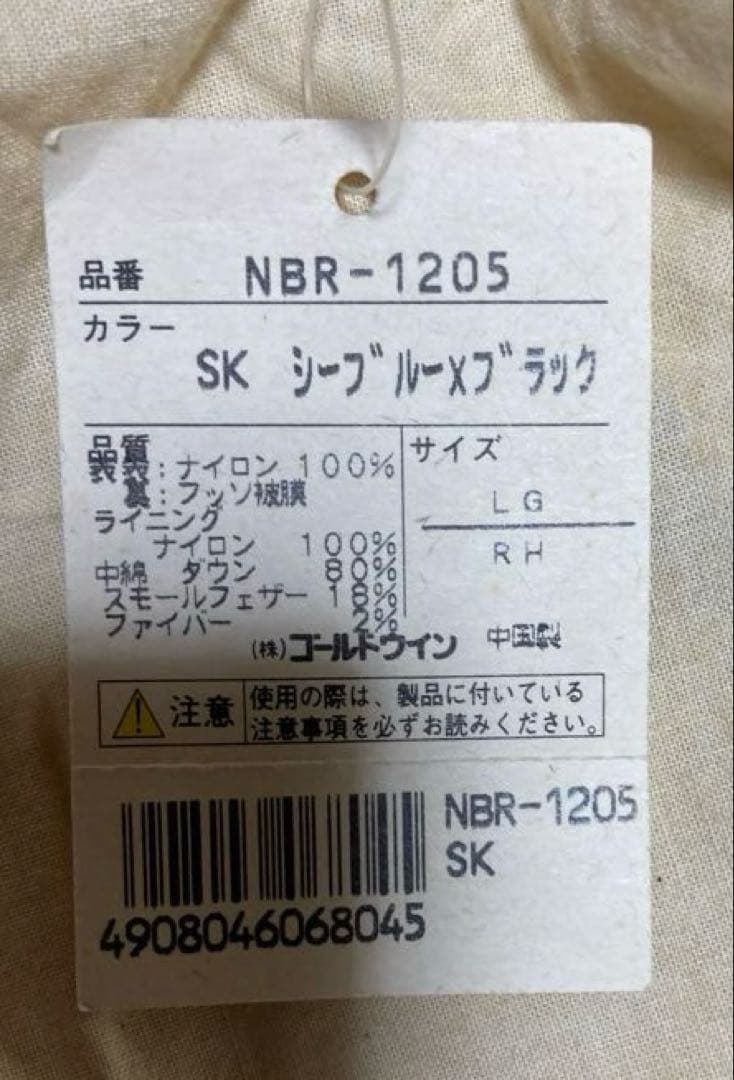 品番 NBR-1205
カラー
SK シーブルーXブラック
品質
表裏:ナイロン 100%
裏:フッソ被膜
ライニング
ナイロン 100%
中綿 ダウン 80%
スモールフェザー 18%
ファイバー 2%
サイズ
LG
RH
(株)ゴールドウイン 中国製
注意 使用の際は、製品に付いている
注意事項を必ずお読みください。
NBR-1205
SK
4908046068045